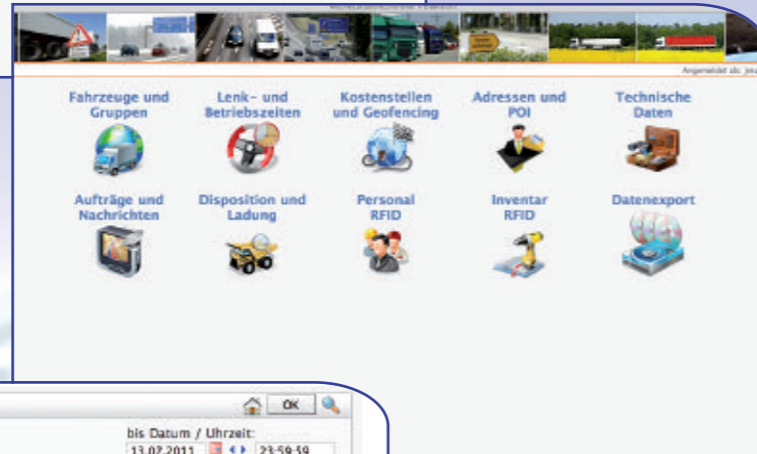 Angemeldet als:
Fahrzeuge und Gruppen
Lenk- und Betriebszeiten
Kostenstellen und Geofencing
Adressen und POI
Technische Daten
Aufträge und Nachrichten
Disposition und Ladung
Personal RFID
Inventar RFID
Datenexport
OK
bis Datum / Uhrzeit:
13.07.2011 23:59:59